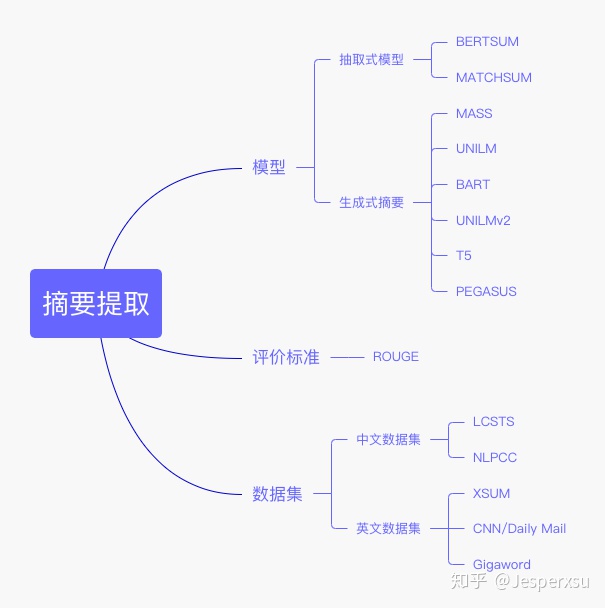 摘要提取
模型
抽取式模型
BERTSUM
MATCHSUM
生成式摘要
MASS
UNILM
BART
UNILMv2
T5
PEGASUS
评价标准
ROUGE
数据集
中文数据集
LCSTS
NLPCC
英文数据集
XSUM
CNN/Daily Mail
Gigaword
知乎 @Jesperxsu